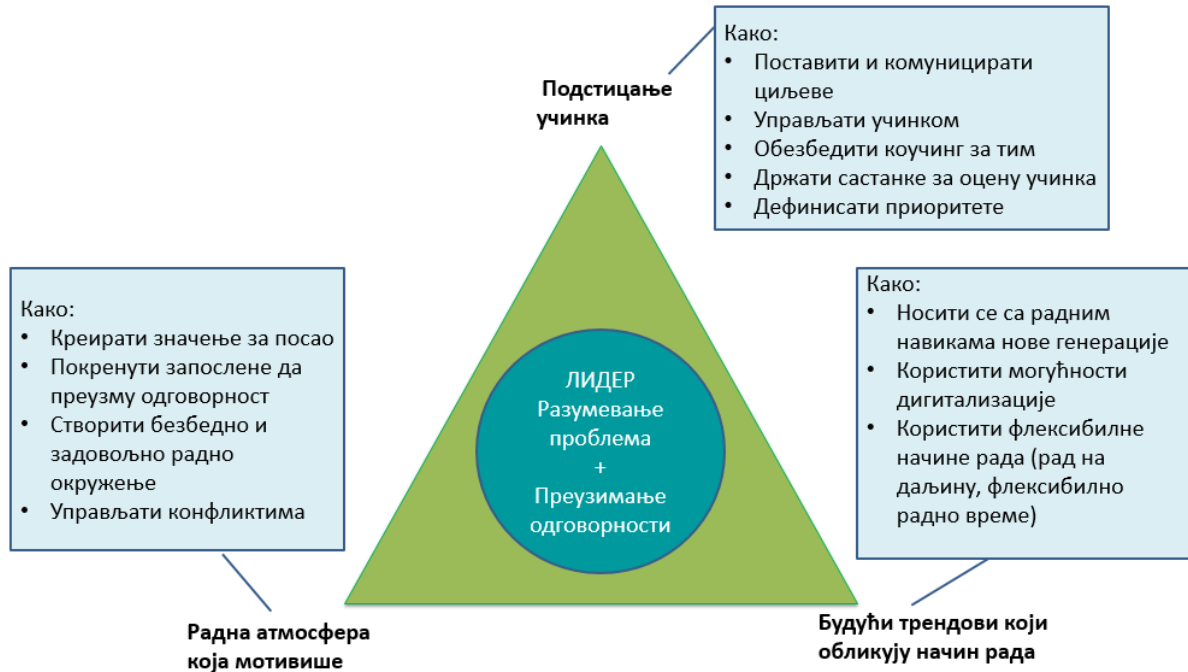 Подстицање
учинка
Како:
• Поставити и комуницирати
циљеве
• Управљати учинком
• Обезбедити коучинг за тим
• Држати састанке за оцену учинка
• Дефинисати приоритете
Како:
• Креирати значење за посао
• Покренути запослене да
преузму одговорност
• Створити безбедно и
задовољно радно
окружење
• Управљати конфликтима
ЛИДЕР
Разумевање
проблема
+
Преузимање
одговорности
Како:
• Носити се са радним
навикама нове генерације
• Користити могућности
дигитализације
• Користити флексибилне
начине рада (рад на
даљину, флексибилно
радно време)
Радна атмосфера
која мотивише
Будући трендови који
обликују начин рада